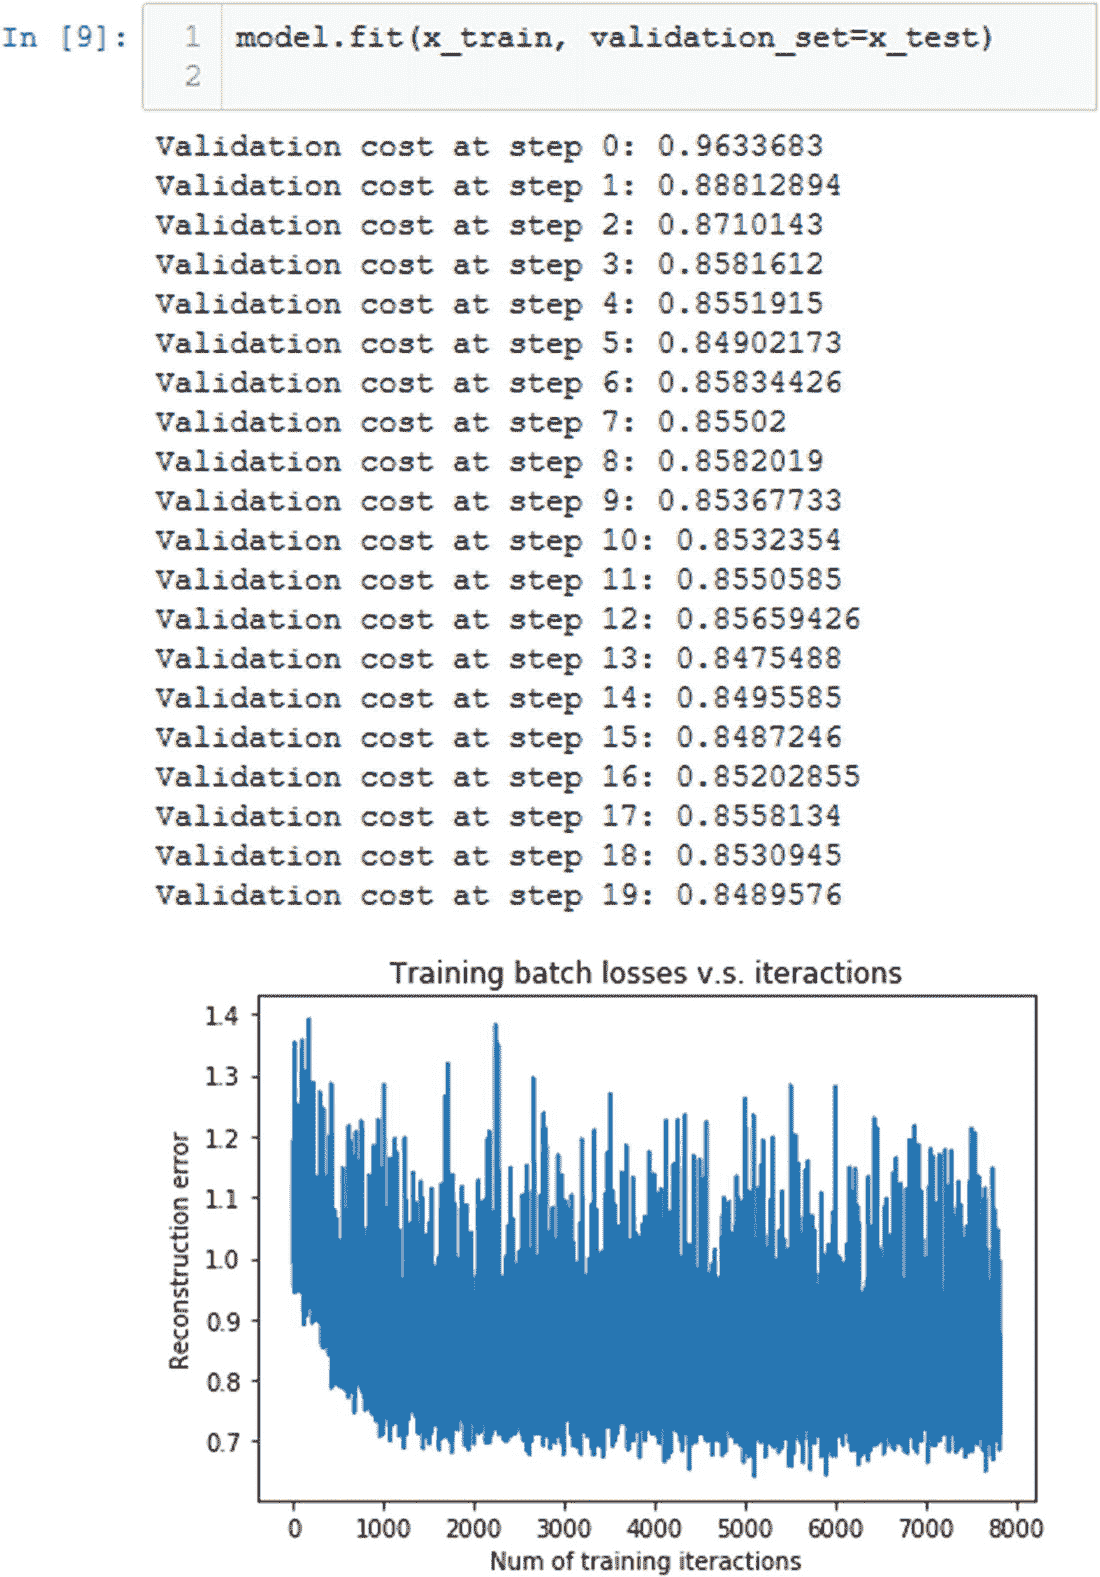 In [9]: 1 model.fit(x_train, validation_set=x_test)
2
Validation cost at step 0: 0.9633683
Validation cost at step 1: 0.88812894
Validation cost at step 2: 0.8710143
Validation cost at step 3: 0.8581612
Validation cost at step 4: 0.8551915
Validation cost at step 5: 0.84902173
Validation cost at step 6: 0.85834426
Validation cost at step 7: 0.85502
Validation cost at step 8: 0.8582019
Validation cost at step 9: 0.85367733
Validation cost at step 10: 0.8532354
Validation cost at step 11: 0.8550585
Validation cost at step 12: 0.85659426
Validation cost at step 13: 0.8475488
Validation cost at step 14: 0.8495585
Validation cost at step 15: 0.8487246
Validation cost at step 16: 0.85202855
Validation cost at step 17: 0.8558134
Validation cost at step 18: 0.8530945
Validation cost at step 19: 0.8489576
Training batch losses v.s. iteractions
Reconstruction error
1.4
1.3
1.2
1.1
1.0
0.9
0.8
0.7
0 1000 2000 3000 4000 5000 6000 7000 8000
Num of training iteractions